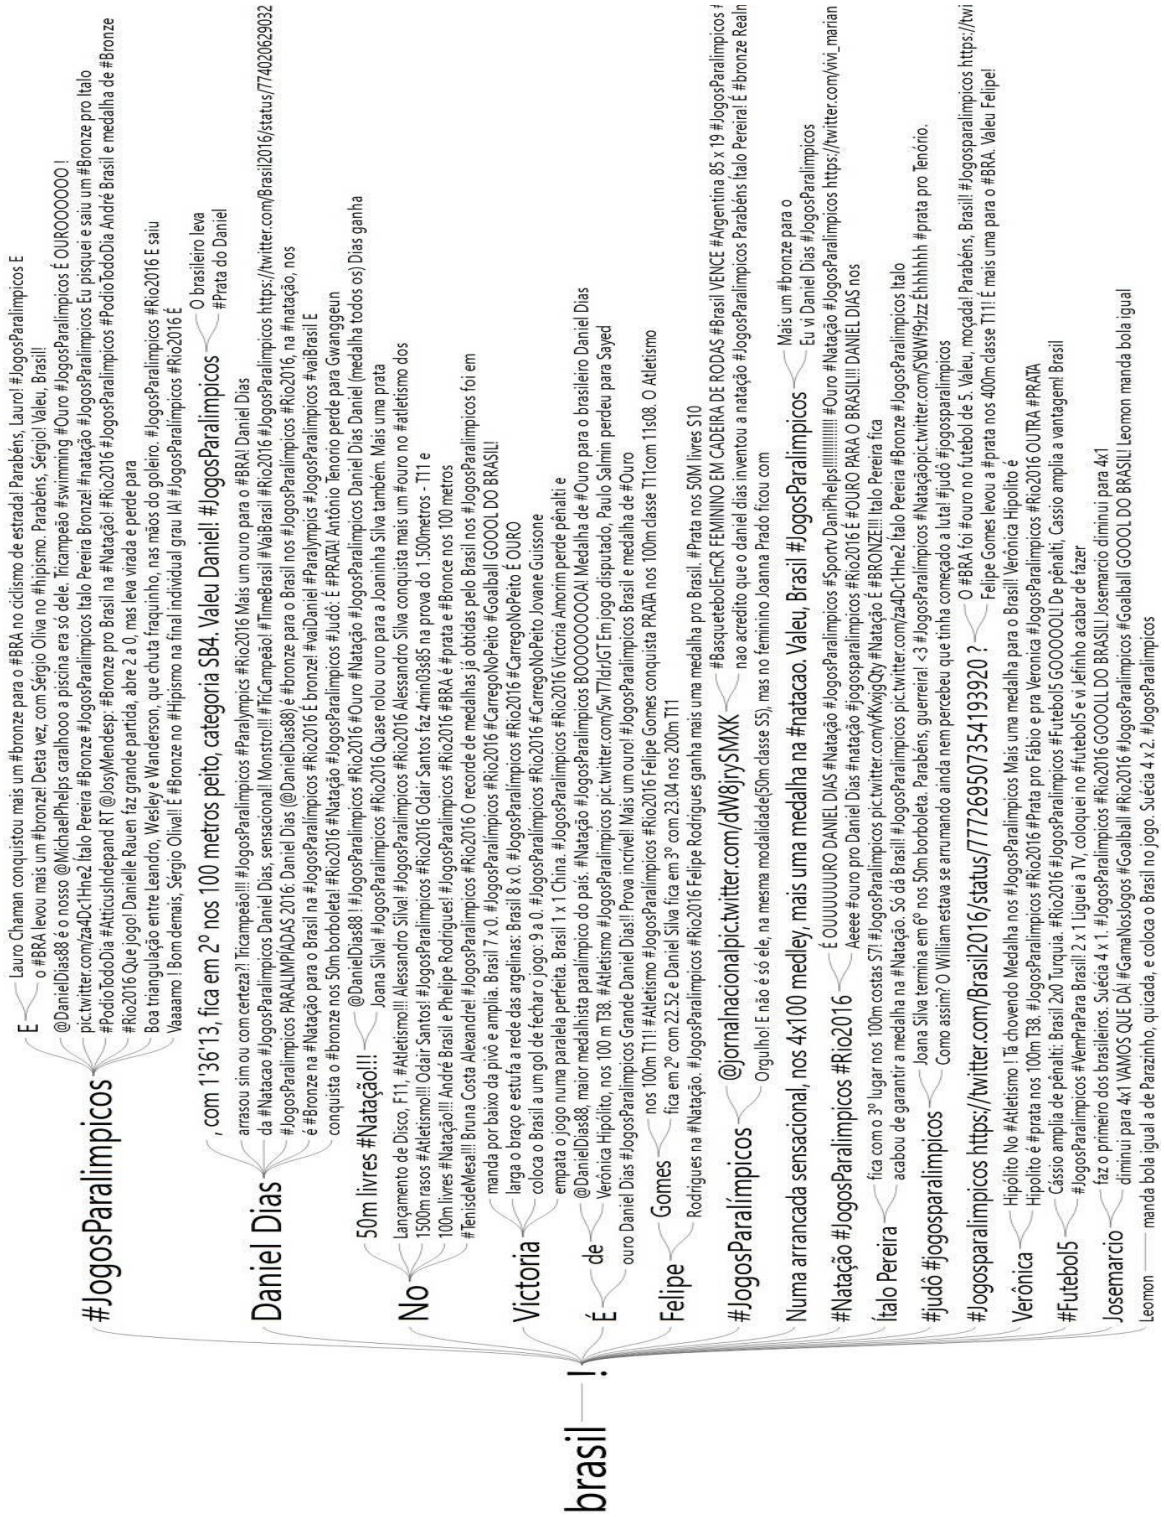 brasil
!
#JogosParalimpicos
E
Lauro Chaman conquistou mais um #bronze para o #BRA no ciclismo de estrada! Parabéns, Lauro! #JogosParalimpicos E
o #BRA levou mais um #bronze! Desta vez, com Sérgio Oliva no #hipismo. Parabéns, Sérgio! Valeu, Brasil!
@DanielDias88 é o nosso @MichaelPhelps caralhooo a piscina era só dele. Tricampeão #swimming #Ouro #JogosParalimpicos É OUROOOOOO !
pic.twitter.com/za4Dc1Hne2 Ítalo Pereira #Bronze #JogosParalimpicos Italo Pereira Bronze! #natação #JogosParalimpicos Eu pisquei e saiu um #Bronze pro Italo
#PodioTodoDia #AtticusIndepand RT @JosyMendesp: #Bronze pro Brasil na #Natação! #Rio2016 #JogosParalimpicos #PodioTodoDia André Brasil e medalha de #Bronze
#Rio2016 Que jogo! Danielle Rauen faz grande partida, abre 2 a 0, mas leva virada e perde para
Boa triangulação entre Leandro, Wesley e Wanderson, que chuta fraquinho, nas mãos do goleiro. #JogosParalimpicos #Rio2016 E saiu
Vaaaamo ! Bom demais, Sérgio Oliva!! É #Bronze no #Hipismo na final individual grau IA! #JogosParalimpicos #Rio2016 É
Daniel Dias
, com 1'36'13, fica em 2º nos 100 metros peito, categoria SB4. Valeu Daniel! #JogosParalimpicos
O brasileiro leva
#Prata do Daniel
arrasou sim ou com certeza?! Tricampeão!!! #JogosParalimpicos #Paralympics #Rio2016 Mais um ouro para o #BRA! Daniel Dias
da #Natacao #JogosParalimpicos Daniel Dias, sensacional! Monstro!!! #TriCampeão! #TimeBrasil #VaiBrasil #Rio2016 #JogosParalimpicos https://twitter.com/Brasil2016/status/774020629032
#JogosParalimpicos PARALIMPIADAS 2016: Daniel Dias (@DanielDias88) é #bronze para o Brasil nos #JogosParalímpicos #Rio2016, na #natação, nos
é #Bronze na #Natação para o Brasil na #JogosParalimpicos #Rio2016 É bronze! #vaiDaniel #Paralympics #JogosParalimpicos #vaiBrasil E
conquista o #bronze nos 50m borboleta! #Rio2016 #Natação #JogosParalimpicos #Judô: É #PRATA! Antônio Tenorio perde para Gwanggeun
No
50m livres #Natação!!!
@DanielDias88 ! #JogosParalimpicos #Rio2016 #Ouro #Natação #JogosParalimpicos Daniel Dias Daniel (medalha todos os) Dias ganha
Joana Silva! #JogosParalimpicos #Rio2016 Quase rolou ouro para a Joaninha Silva também. Mais uma prata
Lançamento de Disco, F11, #Atletismo!!! Alessandro Silva! #JogosParalimpicos #Rio2016 Alessandro Silva conquista mais um #ouro no #atletismo dos
1500m rasos #Atletismo!!! Odair Santos! #JogosParalimpicos #Rio2016 Odair Santos faz 4min03s85 na prova do 1.500metros - T11 e
100m livres #Natação!!! André Brasil e Phelipe Rodrigues! #JogosParalimpicos #Rio2016 #BRA é #prata e #Bronce nos 100 metros
#TenisdeMesa!!! Bruna Costa Alexandre! #JogosParalimpicos #Rio2016 O recorde de medalhas já obtidas pelo Brasil nos #JogosParalimpicos foi em
Victoria
manda por baixo da pivô e amplia. Brasil 7 x 0. #JogosParalimpicos #Rio2016 #CarregoNoPeito #Goalball GOOOL DO BRASIL!
larga o braço e estufa a rede das argelinas: Brasil 8 x 0. #JogosParalimpicos #Rio2016 #CarregoNoPeito É OURO
coloca o Brasil a um gol de fechar o jogo: 9 a 0. #JogosParalimpicos #Rio2016 #CarregoNoPeito Jovane Guissone
empata o jogo numa paralela perfeita. Brasil 1 x 1 China. #JogosParalimpicos #Rio2016 Victoria Amorim perde pênalti e
É
de
@DanielDias88, maior medalhista paralímpico do país. #Natação #JogosParalimpicos BOOOOOOOOA! Medalha de #Ouro para o brasileiro Daniel Dias
Verônica Hipólito, nos 100 m T38. #Atletismo #JogosParalimpicos pic.twitter.com/5wT7IdrJGT Em jogo disputado, Paulo Salmin perdeu para Sayed
ouro Daniel Dias #JogosParalimpicos Grande Daniel Dias!! Prova incrível! Mais um ouro! #JogosParalimpicos Brasil e medalha de #Ouro
Felipe
Gomes
nos 100m T11! #Atletismo #JogosParalimpicos #Rio2016 Felipe Gomes conquista PRATA nos 100m classe T11com 11s08. O Atletismo
fica em 2º com 22.52 e Daniel Silva fica em 3º com 23.04 nos 200m T11
Rodrigues na #Natação. #JogosParalimpicos #Rio2016 Felipe Rodrigues ganha mais uma medalha pro Brasil. #Prata nos 50M livres S10
#JogosParalímpicos
@jornalnacionalpic.twitter.com/dW8jrySMXK
#BasquetebolEmCR FEMININO EM CADEIRA DE RODAS #Brasil VENCE #Argentina 85 x 19 #JogosParalimpicos #
nao acredito que o daniel dias inventou a natação #JogosParalimpicos Parabéns Ítalo Pereira! É #bronze Realn
Orgulho! E não é só ele, na mesma modalidade(50m classe S5), mas no feminino Joanna Prado ficou com
Numa arrancada sensacional, nos 4x100 medley, mais uma medalha na #natacao. Valeu, Brasil #JogosParalimpicos
Mais um #bronze para o
Eu vi Daniel Dias #JogosParalimpicos
#Natação #JogosParalimpicos #Rio2016
É OUUUUUURO DANIEL DIAS #Natação #JogosParalimpicos #Sportv DaniPhelps!!!!!!!!!!!!! #Ouro #Natação #JogosParalimpicos https://twitter.com/vivi_marian
Aeeee #ouro pro Daniel Dias #natação #jogosparalimpicos #Rio2016 É #OURO PARA O BRASIL!!! DANIEL DIAS nos
Ítalo Pereira
fica com o 3º lugar nos 100m costas S7! #JogosParalimpicos pic.twitter.com/vfKvxjgQty #Natação É #BRONZE!!! Italo Pereira fica
acabou de garantir a medalha na #Natação. Só dá Brasil! #JogosParalimpicos pic.twitter.com/za4Dc1Hne2 Ítalo Pereira #Bronze #JogosParalimpicos Italo
#judô #jogosparalimpicos
Joana Silva termina em 6º nos 50m borboleta. Parabéns, guerreira! <3 #JogosParalimpicos #Nataçãopic.twitter.com/SYdWf9rJzz Ehhhhhh #prata pro Tenório.
Como assim? O William estava se arrumando ainda nem percebeu que tinha começado a luta! #judô #jogosparalimpicos
#Jogosparalimpicos https://twitter.com/Brasil2016/status/777269507354193920 ?
O #BRA foi #ouro no futebol de 5. Valeu, moçada! Parabéns, Brasil! #Jogosparalimpicos https://twi
Felipe Gomes levou a #prata nos 400m classe T11! É mais uma para o #BRA. Valeu Felipe!
Verônica
Hipólito No #Atletismo ! Tá chovendo Medalha nos #JogosParalimpicos Mais uma medalha para o Brasil! Verônica Hipólito é
Hipolito é #prata nos 100m T38. #JogosParalimpicos #Rio2016 #Prata pro Fábio e pra Veronica #JogosParalimpicos #Rio2016 OUTRA #PRATA
#Futebol5
Cássio amplia de pênalti: Brasil 2x0 Turquia. #Rio2016 #JogosParalimpicos #Futebol5 GOOOOOL! De pênalti, Cassio amplia a vantagem! Brasil
#JogosParalimpicos #VemPraPara Brasil! 2 x 1 Liguei a TV, coloquei no #futebol5 e vi Jefinho acabar de fazer
Josemarcio
faz o primeiro dos brasileiros. Suécia 4 x 1. #JogosParalimpicos #Rio2016 GOOOLL DO BRASIL! Josemarcio diminui para 4x1
diminui para 4x1 VAMOS QUE DÁ! #GamaNosJogos #Goalball #Rio2016 #JogosParalimpicos #Goalball GOOOL DO BRASIL! Leomon manda bola igual
Leomon
manda bola igual a de Parazinho, quicada, e coloca o Brasil no jogo. Suécia 4 x 2. #JogosParalimpicos